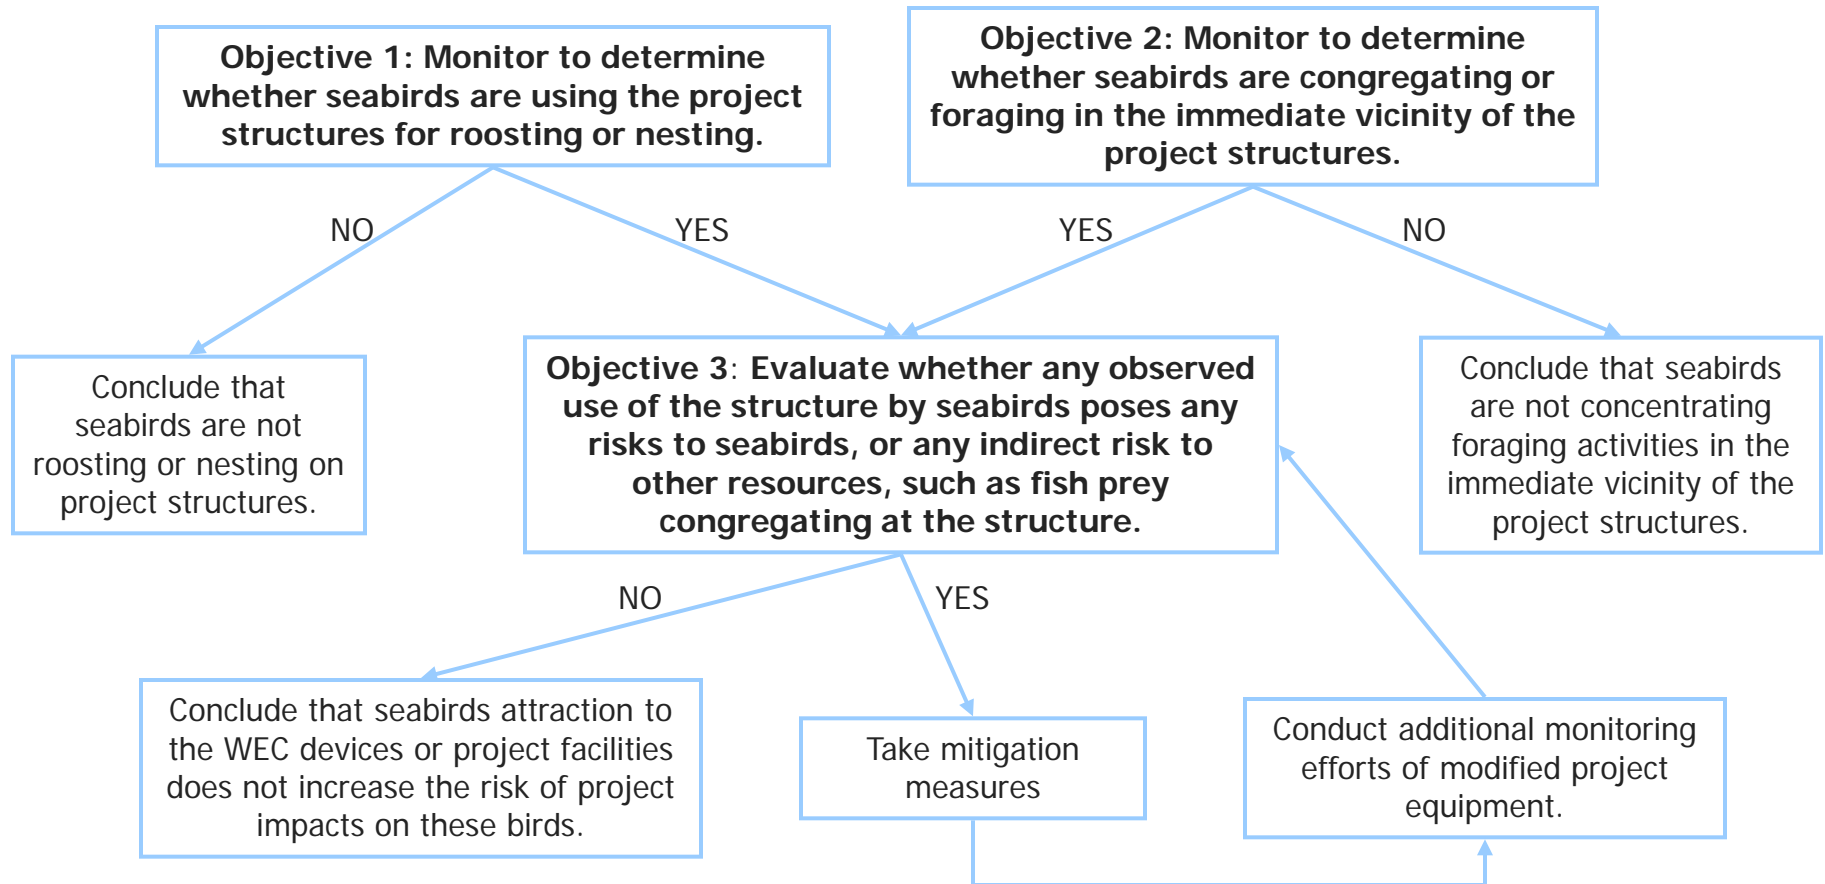 Objective 1: Monitor to determine
whether seabirds are using the project
structures for roosting or nesting.
Objective 2: Monitor to determine
whether seabirds are congregating or
foraging in the immediate vicinity of the
project structures.
NO
YES
YES
NO
Conclude that
seabirds are not
roosting or nesting on
project structures.
Objective 3: Evaluate whether any observed
use of the structure by seabirds poses any
risks to seabirds, or any indirect risk to
other resources, such as fish prey
congregating at the structure.
Conclude that seabirds
are not concentrating
foraging activities in the
immediate vicinity of the
project structures.
NO
YES
Conclude that seabirds attraction to
the WEC devices or project facilities
does not increase the risk of project
impacts on these birds.
Take mitigation
measures
Conduct additional monitoring
efforts of modified project
equipment.